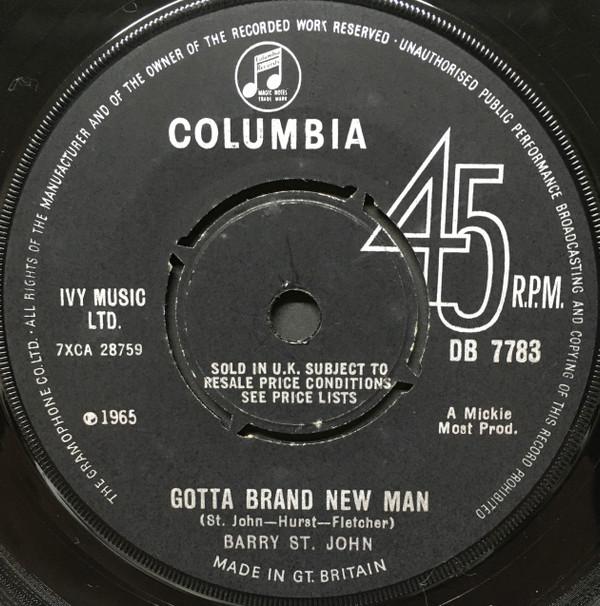 THE GRAMOPHONE CO. LTD. · ALL RIGHTS OF THE MANUFACTURER AND OF THE OWNER OF THE RECORDED WORK RESERVED · UNAUTHORISED PUBLIC PERFORMANCE BROADCASTING AND COPYING OF THIS RECORD PROHIBITED
Columbia
Records
MAGIC NOTES
TRADE MARK
COLUMBIA
45
R.P.M.
IVY MUSIC
LTD.
7XCA 28759
DB 7783
SOLD IN U.K. SUBJECT TO
RESALE PRICE CONDITIONS
SEE PRICE LISTS
℗ 1965
A Mickie
Most Prod.
GOTTA BRAND NEW MAN
(St. John—Hurst—Fletcher)
BARRY ST. JOHN
MADE IN GT. BRITAIN